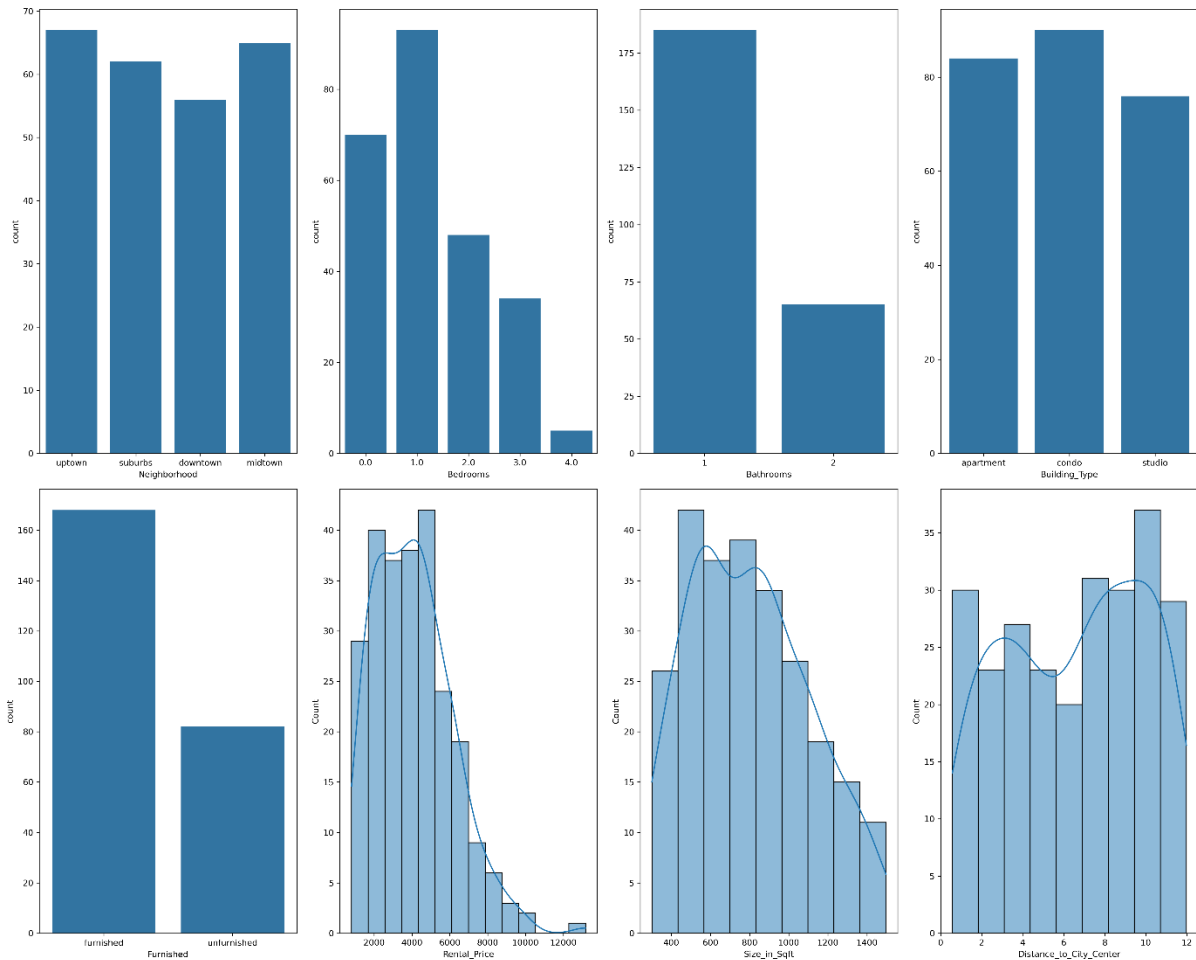 70
60
50
40
30
20
10
0
count
uptown suburbs downtown midtown
Neighborhood
80
60
40
20
0
count
0.0 1.0 2.0 3.0 4.0
Bedrooms
175
150
125
100
75
50
25
0
count
1 2
Bathrooms
80
60
40
20
0
count
apartment condo studio
Building_Type
160
140
120
100
80
60
40
20
0
count
furnished unfurnished
Furnished
40
35
30
25
20
15
10
5
0
Count
2000 4000 6000 8000 10000 12000
Rental_Price
40
35
30
25
20
15
10
5
0
Count
400 600 800 1000 1200 1400
Size_in_Sqft
35
30
25
20
15
10
5
0
Count
0 2 4 6 8 10 12
Distance_to_City_Center